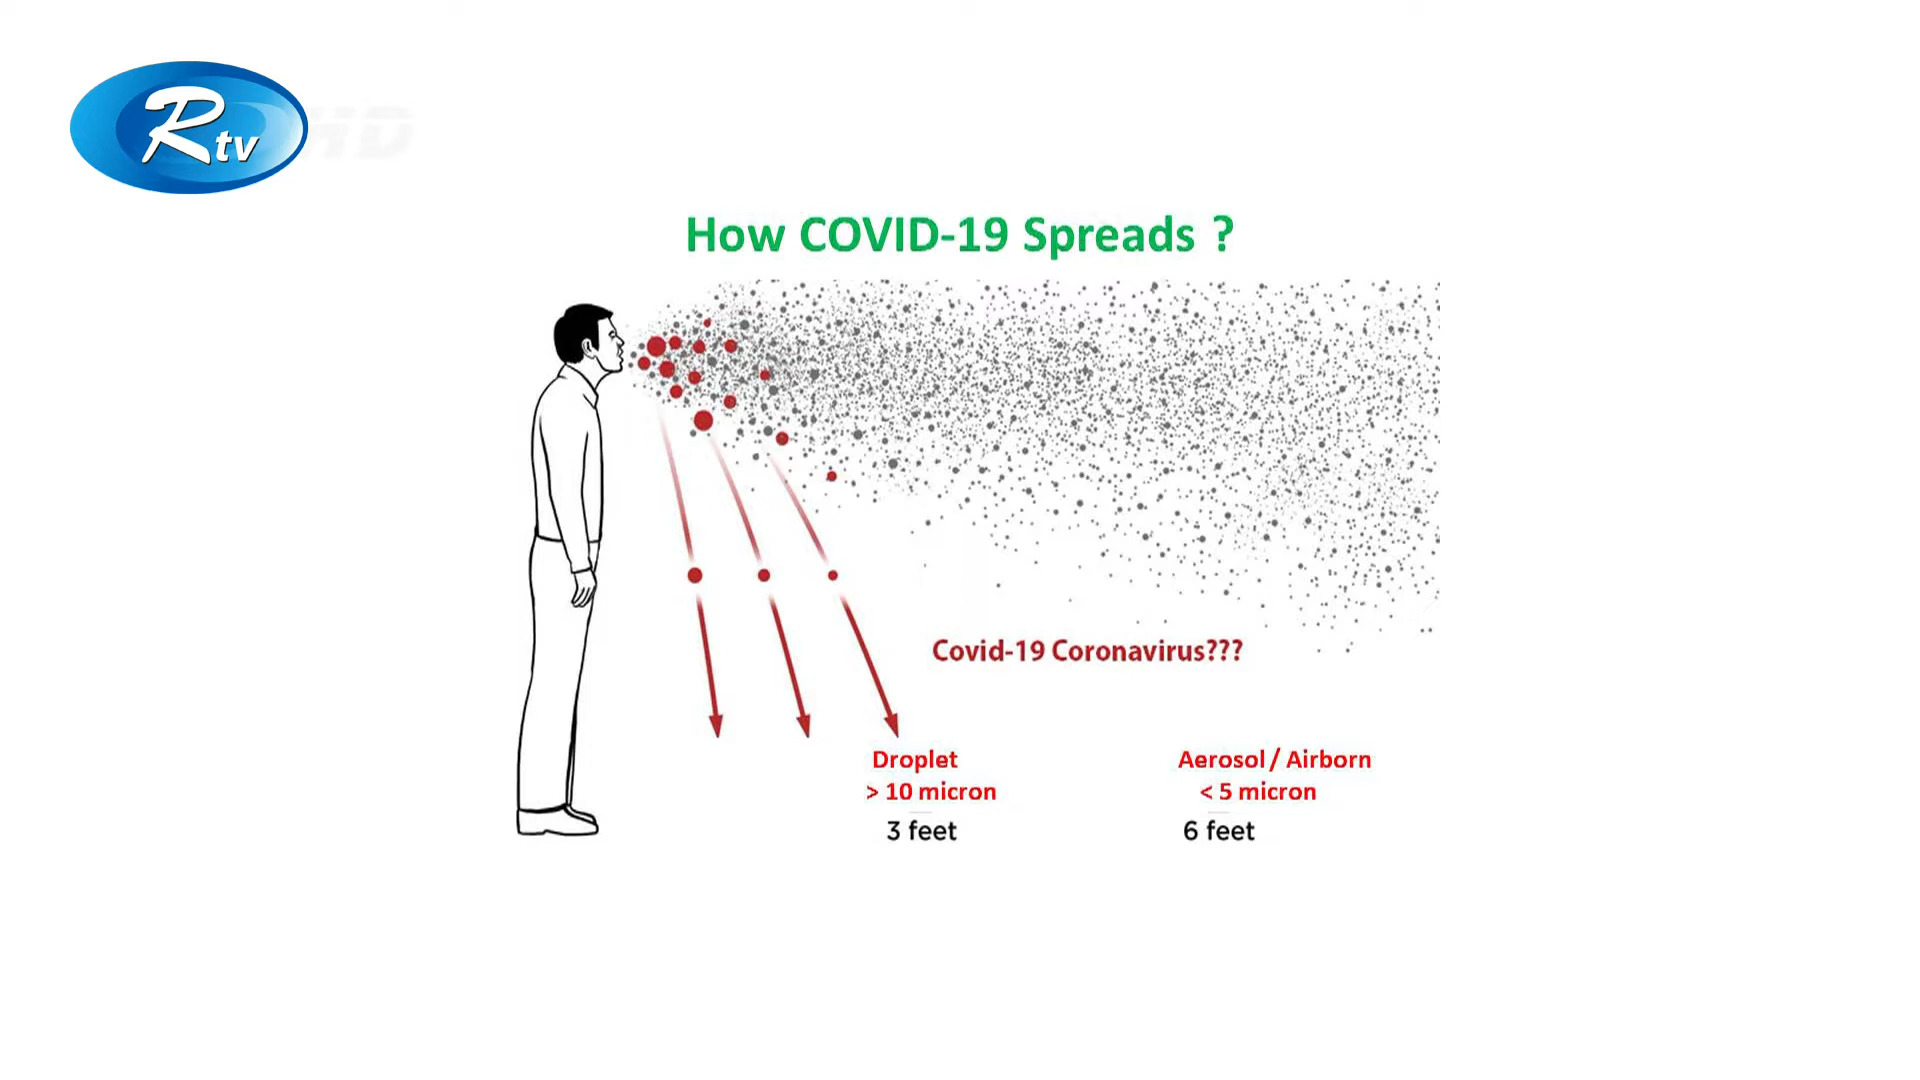 Rtv HD
How COVID-19 Spreads ?
Covid-19 Coronavirus???
Droplet
> 10 micron
3 feet
Aerosol / Airborn
< 5 micron
6 feet